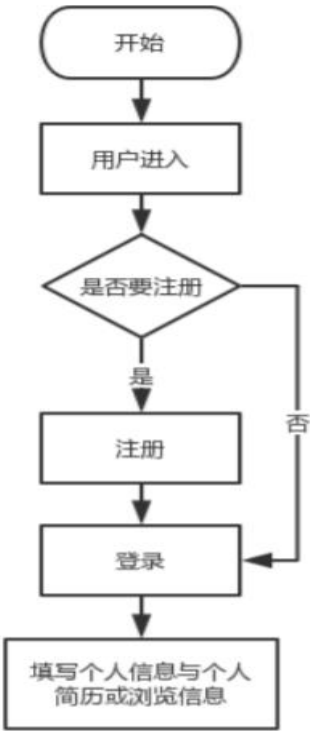 开始
用户进入
是否要注册
是
否
注册
登录
填写个人信息与个人
简历或浏览信息